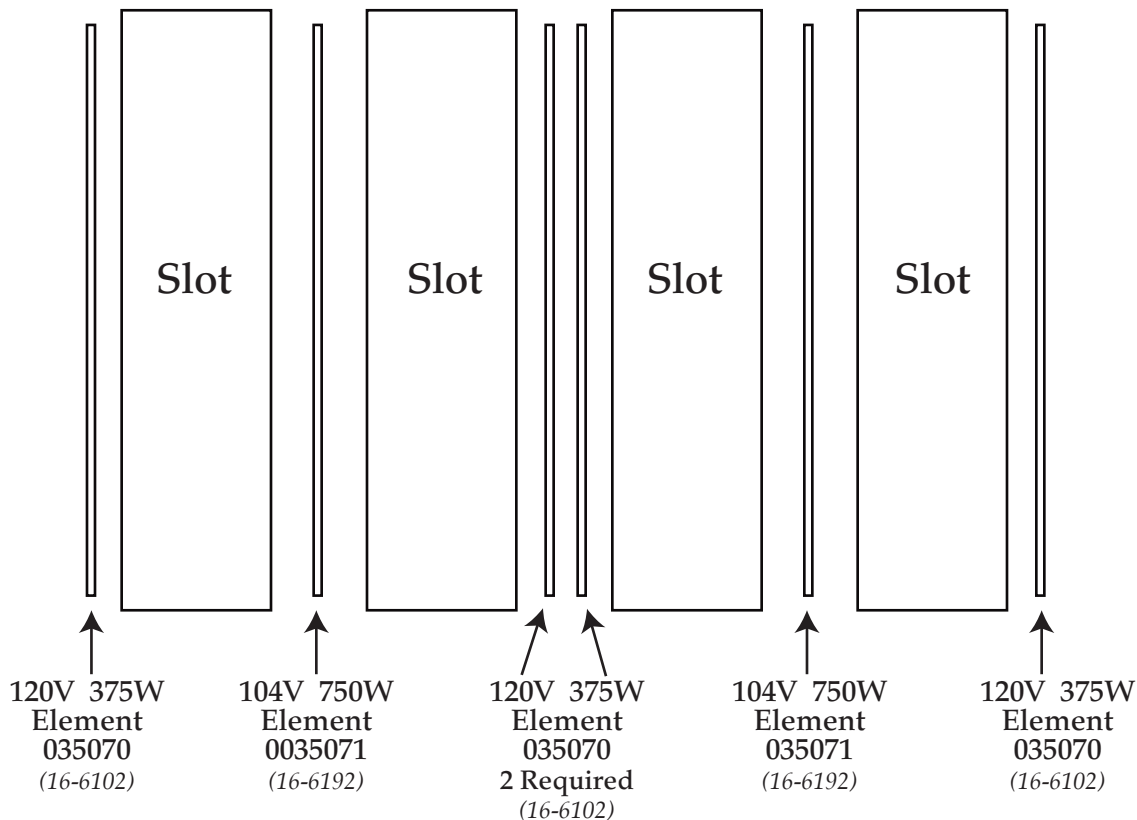 Slot
Slot
Slot
Slot
120V 375W
Element
035070
(16-6102)
104V 750W
Element
0035071
(16-6192)
120V 375W
Element
035070
2 Required
(16-6102)
104V 750W
Element
035071
(16-6192)
120V 375W
Element
035070
(16-6102)